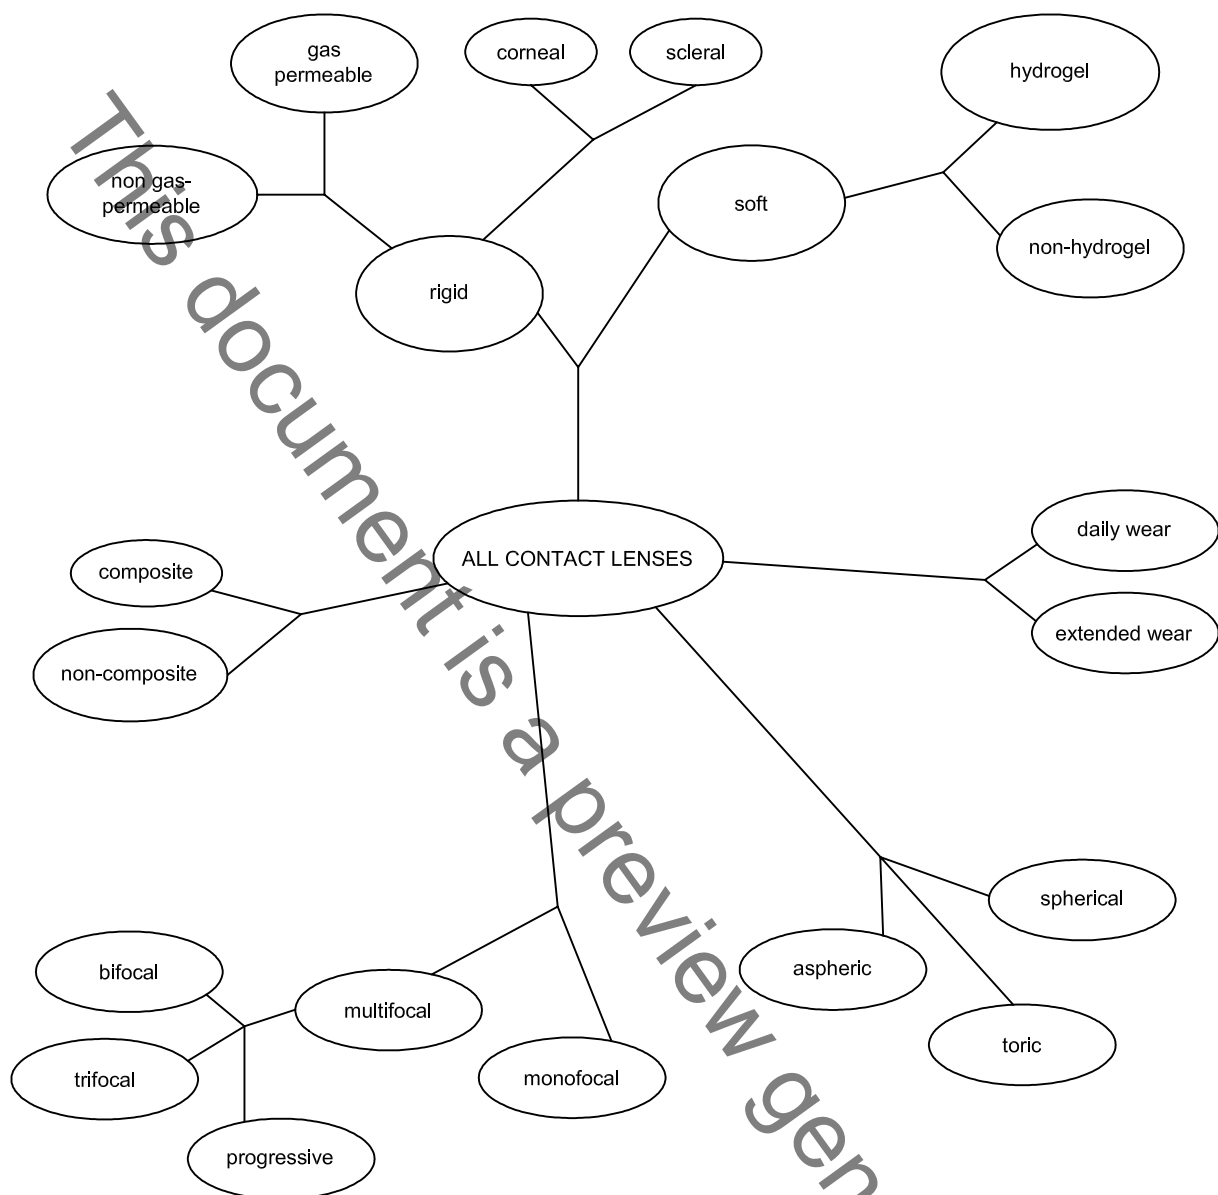 gas
permeable
corneal
scleral
hydrogel
non gas-
permeable
soft
non-hydrogel
rigid
ALL CONTACT LENSES
daily wear
composite
extended wear
non-composite
spherical
bifocal
aspheric
multifocal
toric
trifocal
monofocal
progressive
This document is a preview gen